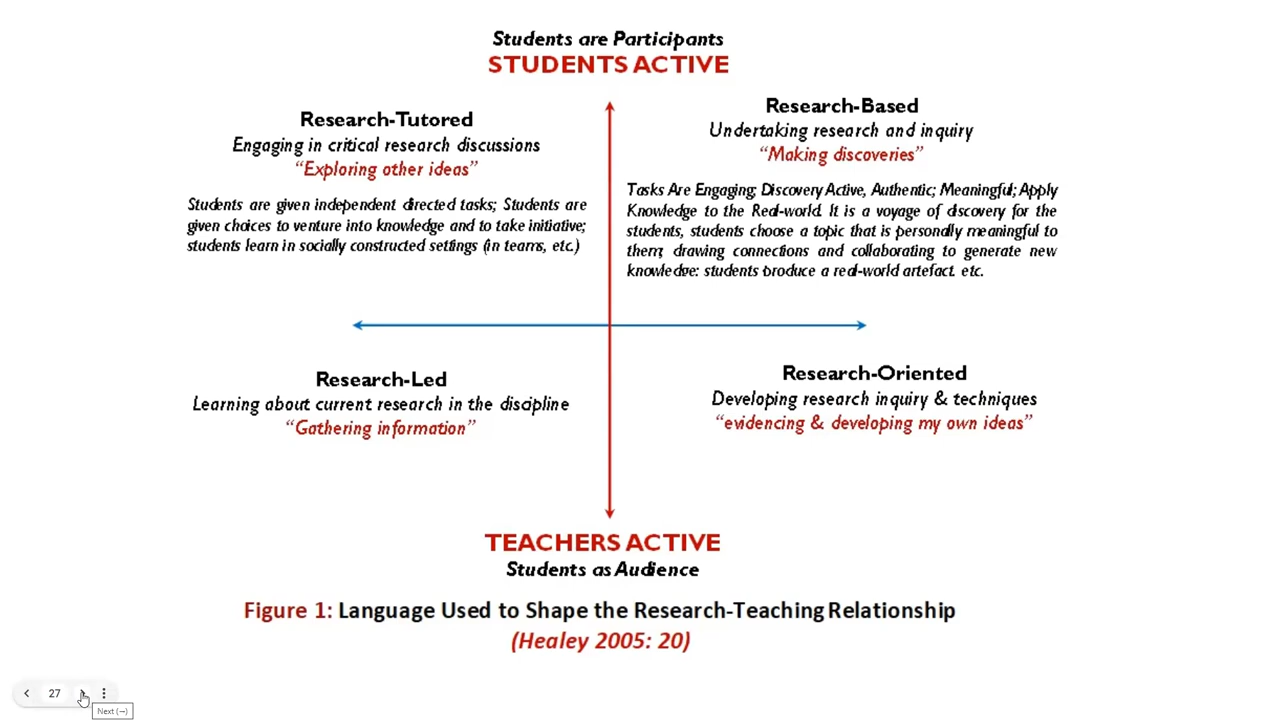 Students are Participants
STUDENTS ACTIVE
Research-Tutored
Engaging in critical research discussions
“Exploring other ideas”
Students are given independent directed tasks; Students are
given choices to venture into knowledge and to take initiative;
students learn in socially constructed settings (in teams, etc.)
Research-Based
Undertaking research and inquiry
“Making discoveries”
Tasks Are Engaging; Discovery Active, Authentic; Meaningful; Apply
Knowledge to the Real-world. It is a voyage of discovery for the
students, students choose a topic that is personally meaningful to
them; drawing connections and collaborating to generate new
knowledge: students produce a real-world artefact. etc.
Research-Led
Learning about current research in the discipline
“Gathering information”
Research-Oriented
Developing research inquiry & techniques
“evidencing & developing my own ideas”
TEACHERS ACTIVE
Students as Audience
Figure 1: Language Used to Shape the Research-Teaching Relationship
(Healey 2005: 20)
27
Next (→)